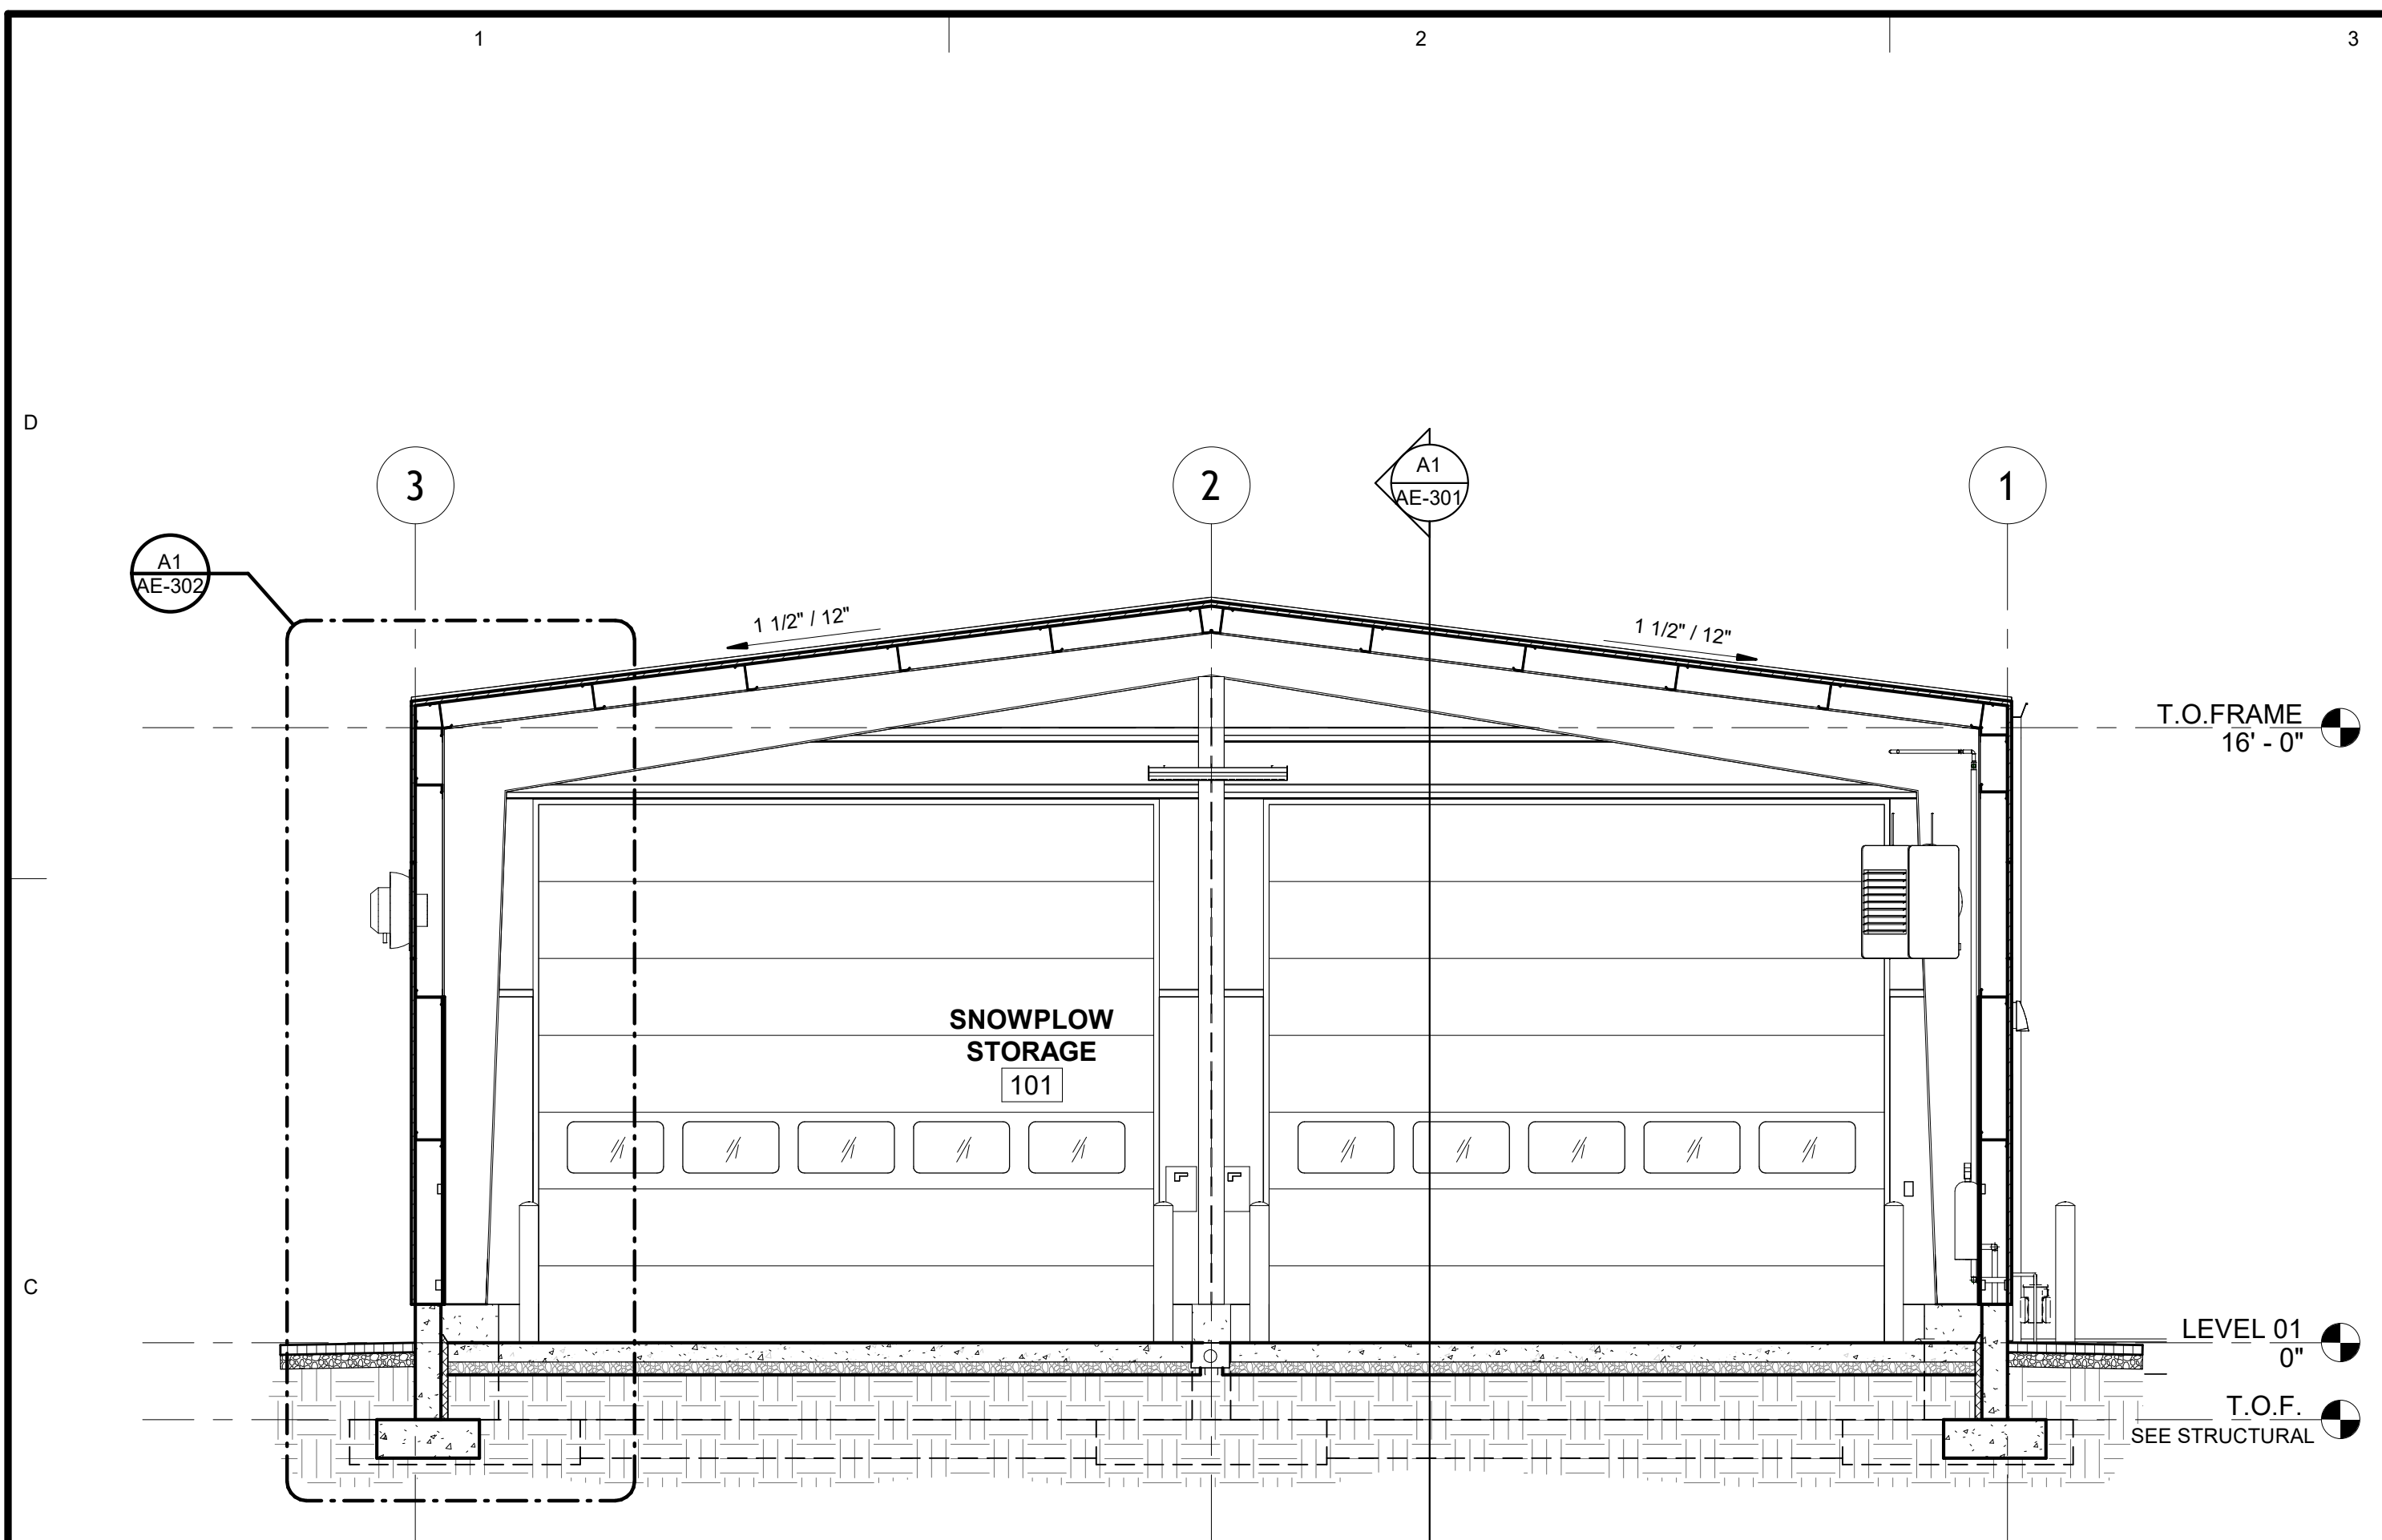 1
2
3
D
3
2
A1
AE-301
1
A1
AE-302
1 1/2" / 12"
1 1/2" / 12"
T.O.FRAME
16' - 0"
SNOWPLOW
STORAGE
101
C
LEVEL 01
0"
T.O.F.
SEE STRUCTURAL